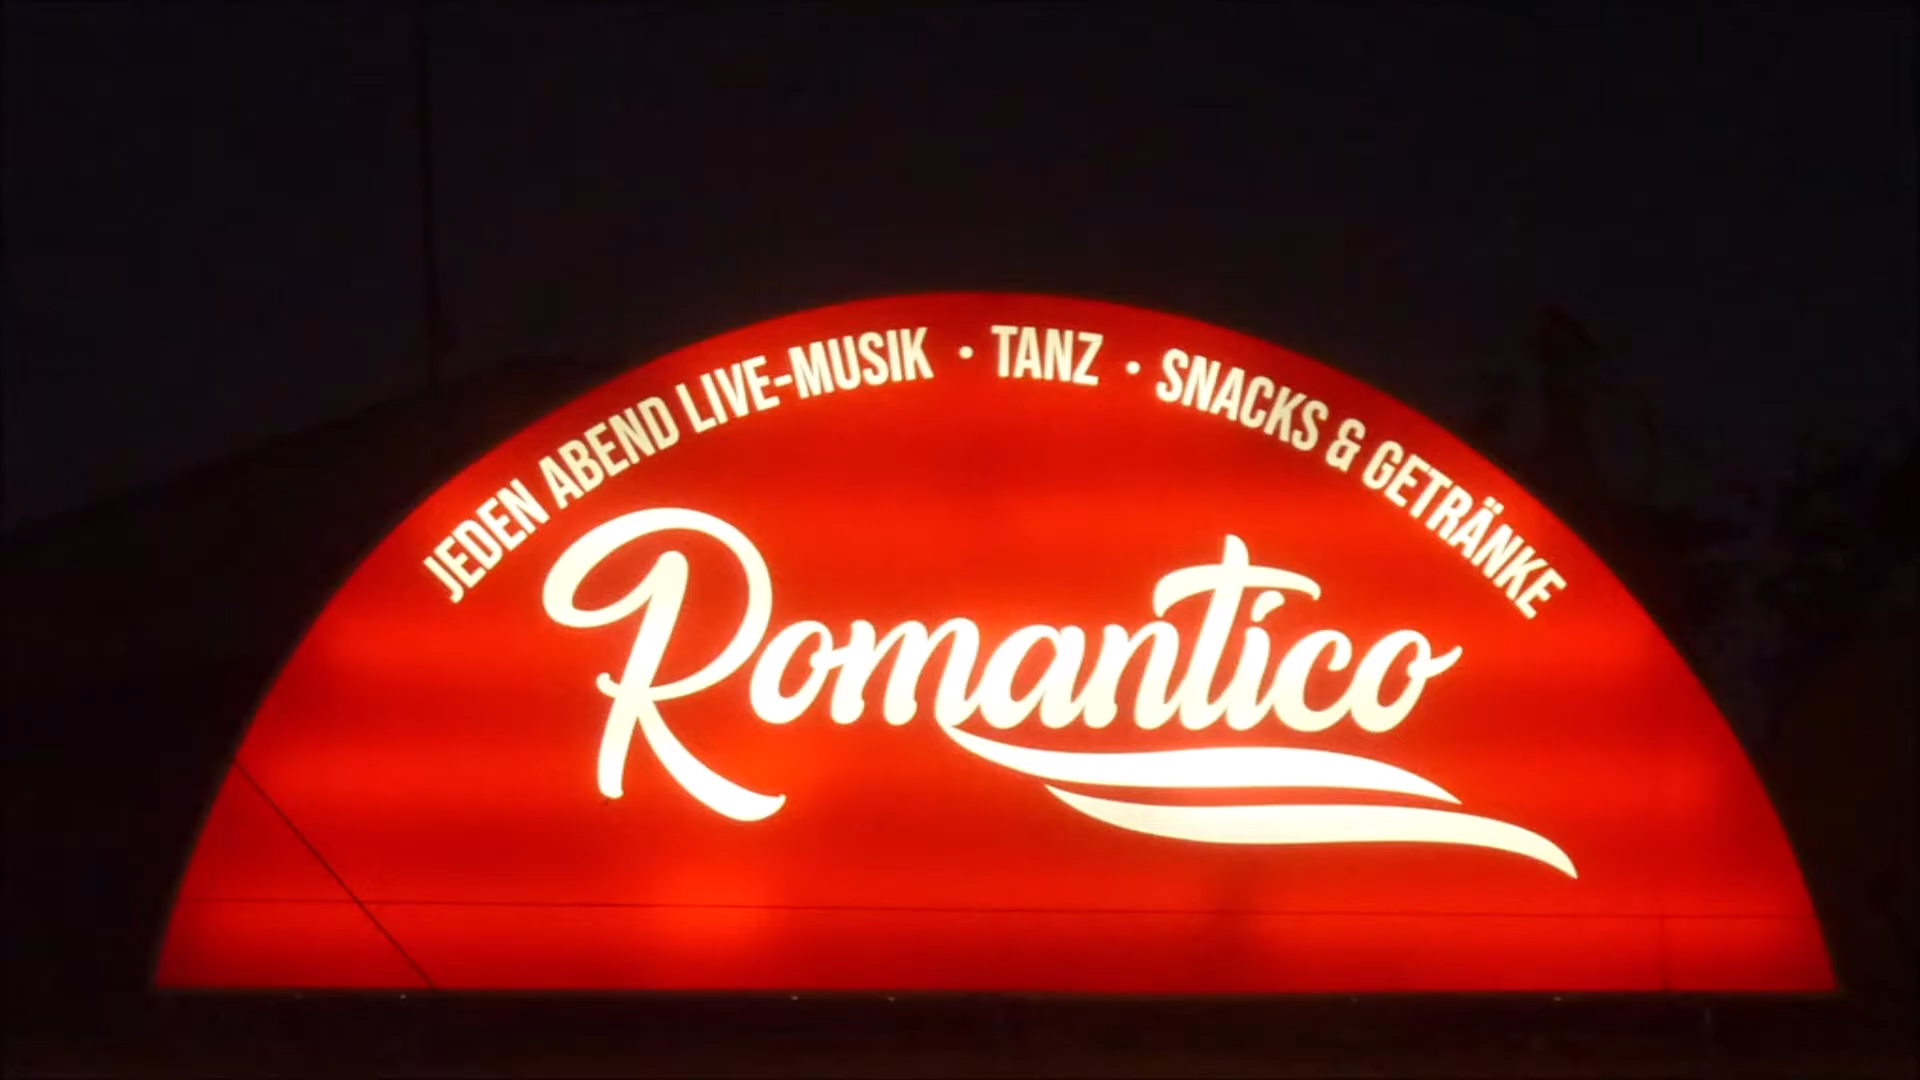 JEDEN ABEND LIVE-MUSIK · TANZ · SNACKS & GETRÄNKE
Romantico